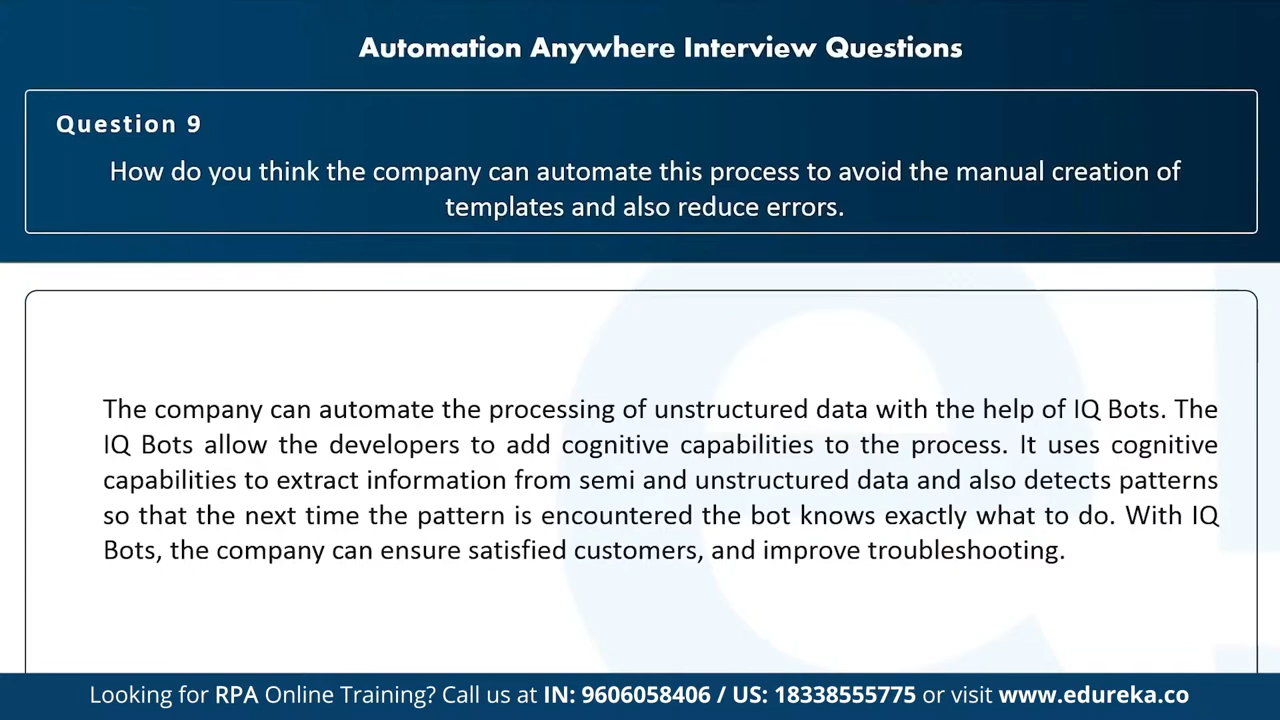 Automation Anywhere Interview Questions
Question 9
How do you think the company can automate this process to avoid the manual creation of
templates and also reduce errors.
The company can automate the processing of unstructured data with the help of IQ Bots. The
IQ Bots allow the developers to add cognitive capabilities to the process. It uses cognitive
capabilities to extract information from semi and unstructured data and also detects patterns
so that the next time the pattern is encountered the bot knows exactly what to do. With IQ
Bots, the company can ensure satisfied customers, and improve troubleshooting.
Looking for RPA Online Training? Call us at IN: 9606058406 / US: 18338555775 or visit www.edureka.co